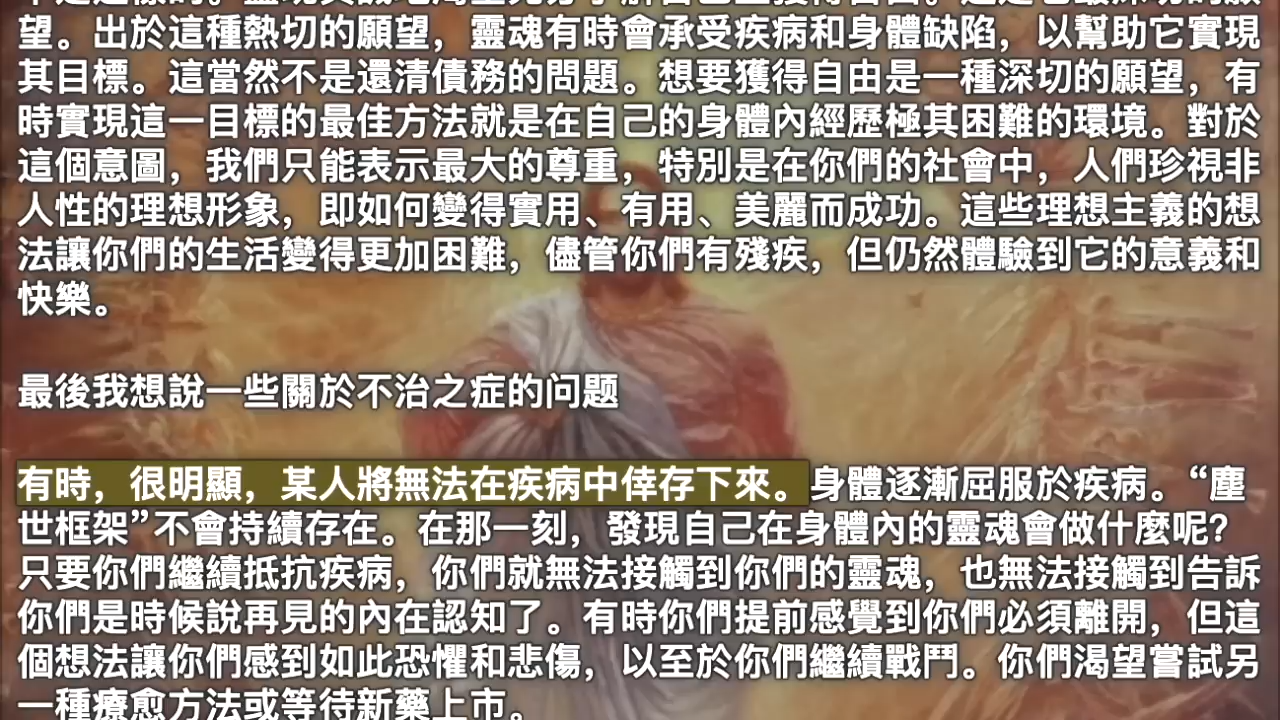 望。出於這種熱切的願望，靈魂有時會承受疾病和身體缺陷，以幫助它實現
其目標。這當然不是還清債務的問題。想要獲得自由是一種深切的願望，有
時實現這一目標的最佳方法就是在自己的身體內經歷極其困難的環境。對於
這個意圖，我們只能表示最大的尊重，特別是在你們的社會中，人們珍視非
人性的理想形象，即如何變得實用、有用、美麗而成功。這些理想主義的想
法讓你們的生活變得更加困難，儘管你們有殘疾，但仍然體驗到它的意義和
快樂。
最後我想說一些關於不治之症的问题
有時，很明顯，某人將無法在疾病中倖存下來。身體逐漸屈服於疾病。“塵
世框架”不會持續存在。在那一刻，發現自己在身體內的靈魂會做什麼呢？
只要你們繼續抵抗疾病，你們就無法接觸到你們的靈魂，也無法接觸到告訴
你們是時候說再見的內在認知了。有時你們提前感覺到你們必須離開，但這
個想法讓你們感到如此恐懼和悲傷，以至於你們繼續戰鬥。你們渴望嘗試另
一種療愈方法或等待新藥上市。